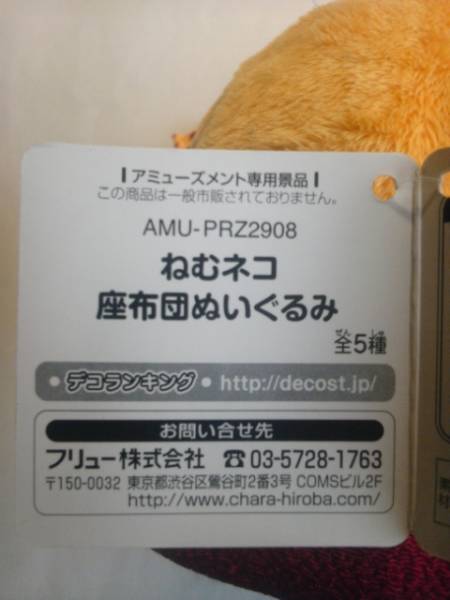 アミューズメント専用景品
この商品は一般市販されておりません。
AMU-PRZ2908
ねむネコ
座布団ぬいぐるみ
全5種
デコランキング • http://decost.jp/
お問い合せ先
フリュー株式会社 ☎03-5728-1763
〒150-0032 東京都渋谷区鶯谷町2番3号 COMSビル2F
http://www.chara-hiroba.com/